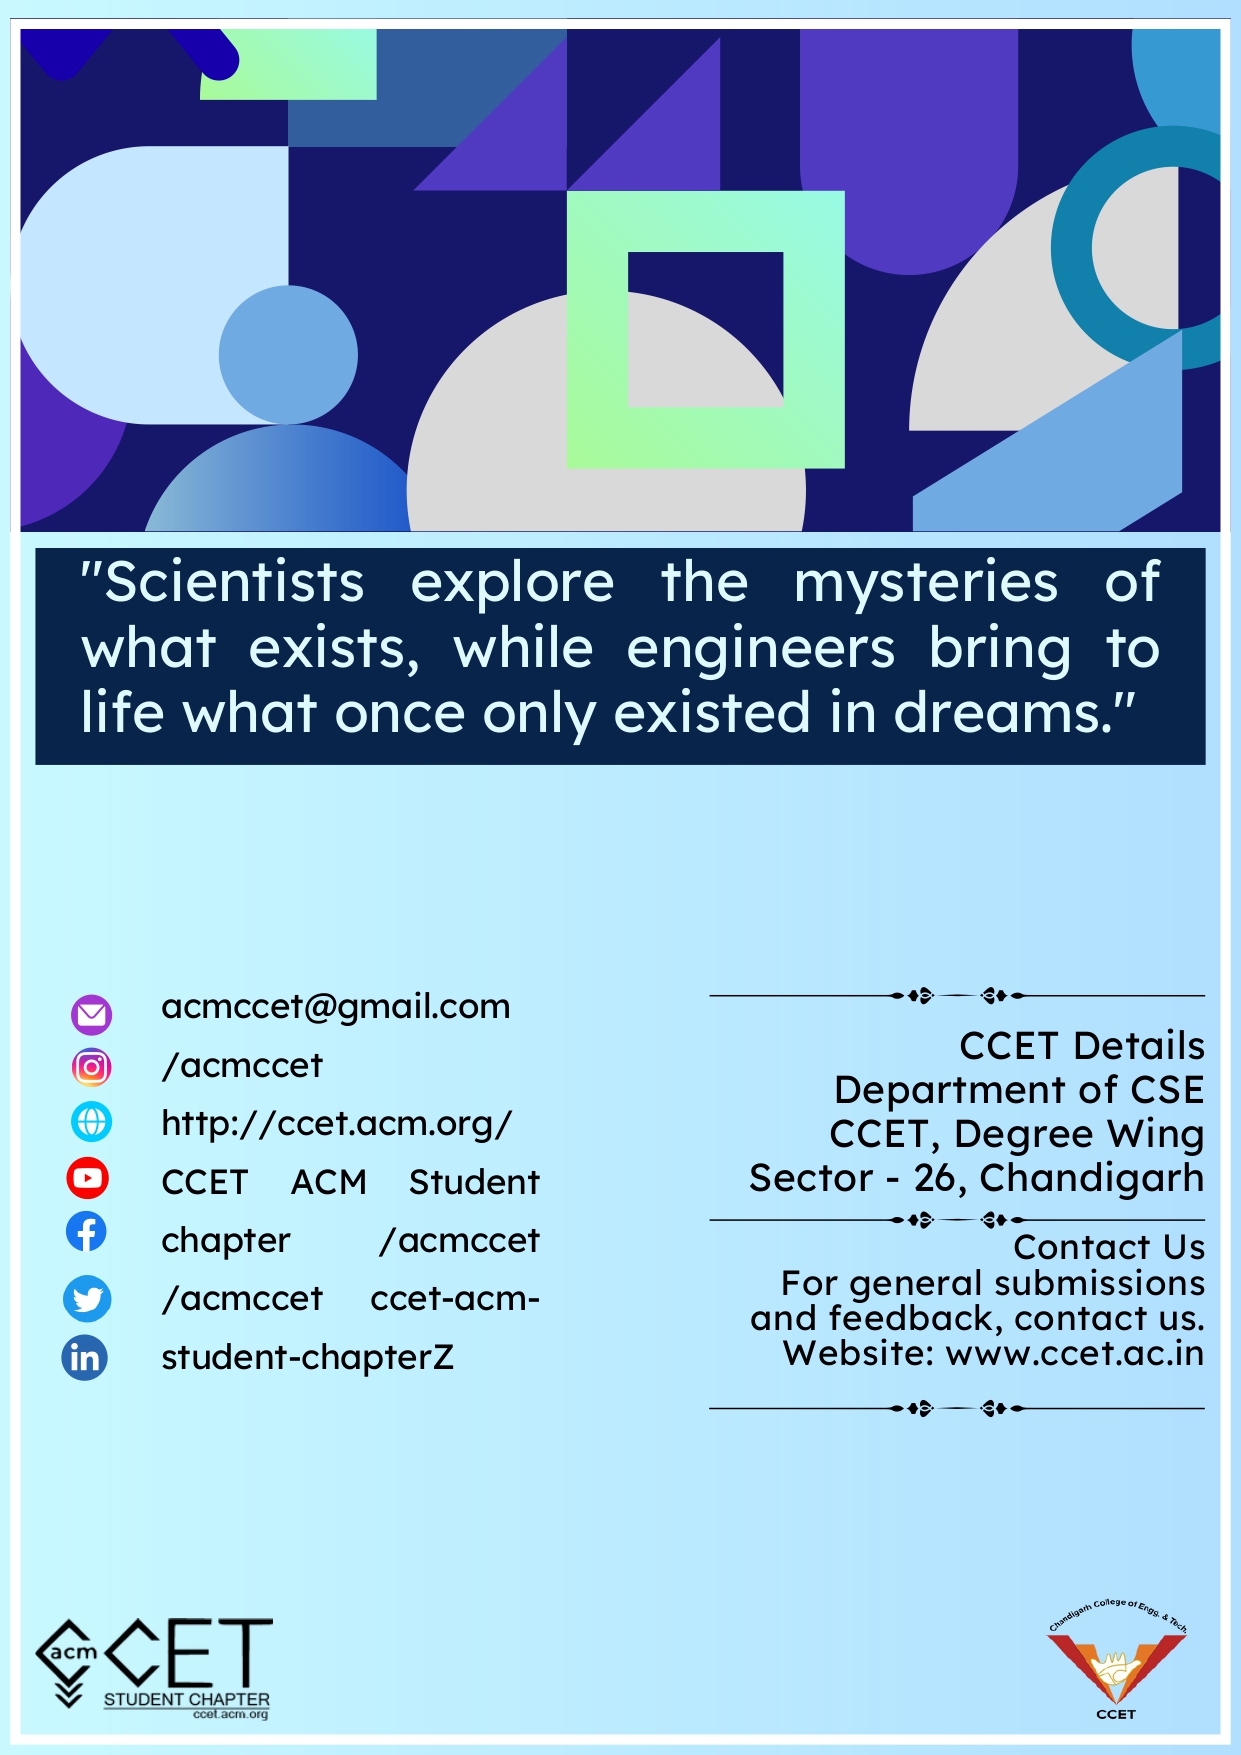 "Scientists explore the mysteries of
what exists, while engineers bring to
life what once only existed in dreams."
acmccet@gmail.com
/acmccet
http://ccet.acm.org/
CCET ACM Student
chapter /acmccet
/acmccet ccet-acm-
student-chapterZ
CCET Details
Department of CSE
CCET, Degree Wing
Sector - 26, Chandigarh
Contact Us
For general submissions
and feedback, contact us.
Website: www.ccet.ac.in
in
acm
CCET
STUDENT CHAPTER
ccet.acm.org
Chandigarh College of Engg. & Tech.
CCET